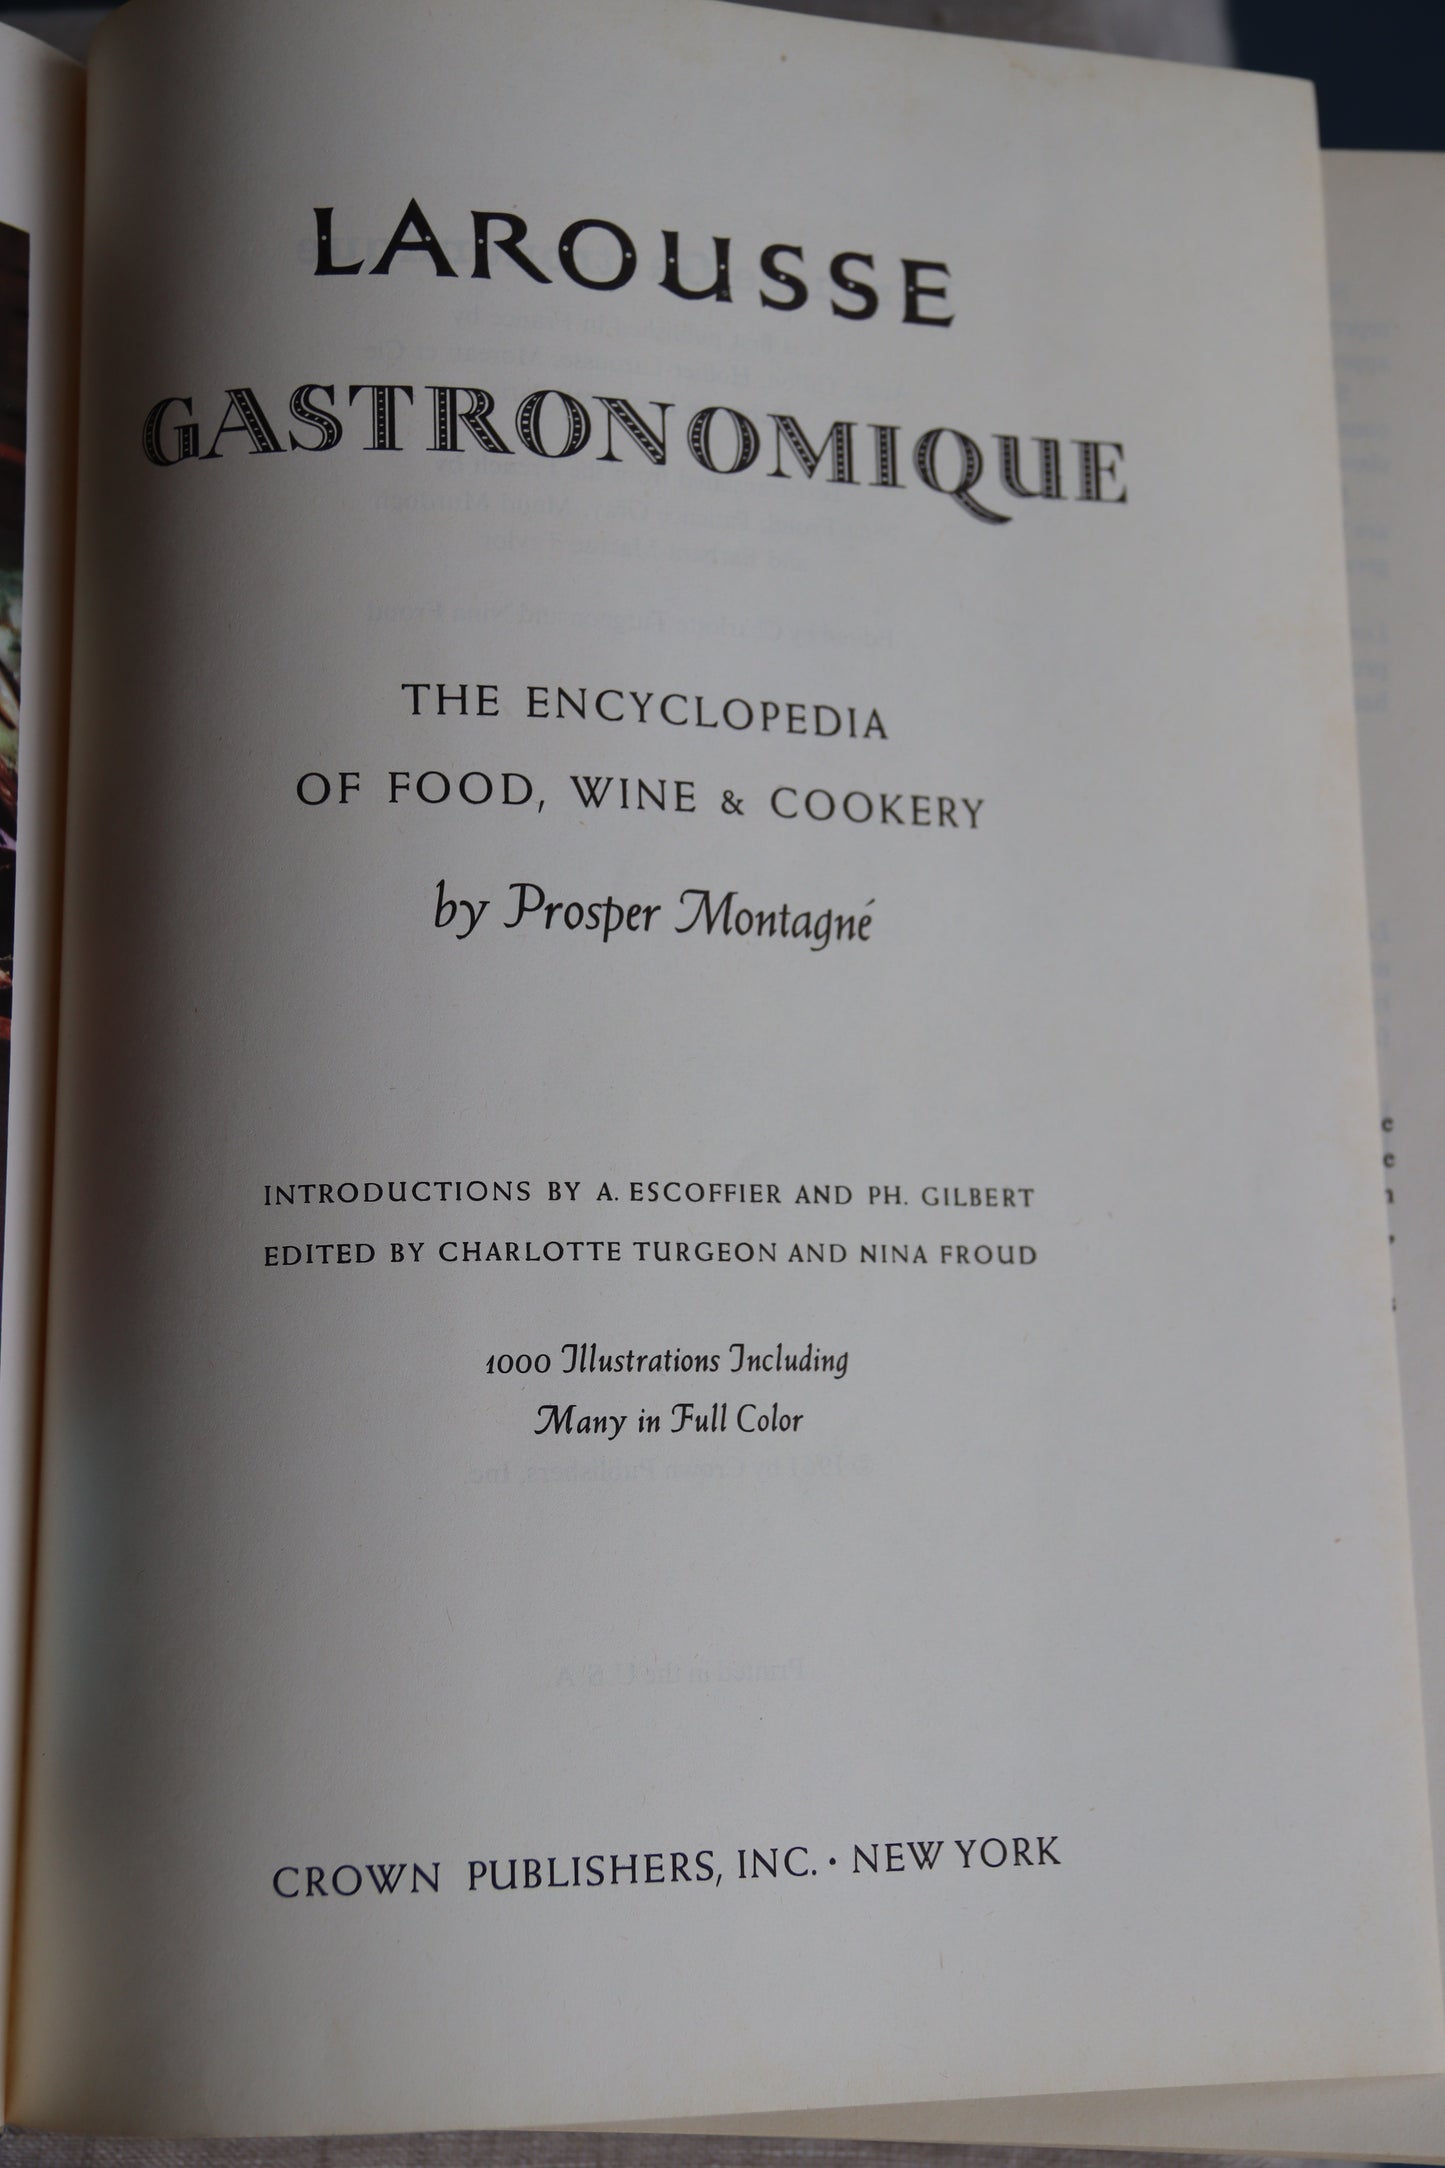 LAROUSSE
GASTRONOMIQUE
THE ENCYCLOPEDIA
OF FOOD, WINE & COOKERY
by Prosper Montagné
INTRODUCTIONS BY A. ESCOFFIER AND PH. GILBERT
EDITED BY CHARLOTTE TURGEON AND NINA FROUD
1000 Illustrations Including
Many in Full Color
CROWN PUBLISHERS, INC. · NEW YORK